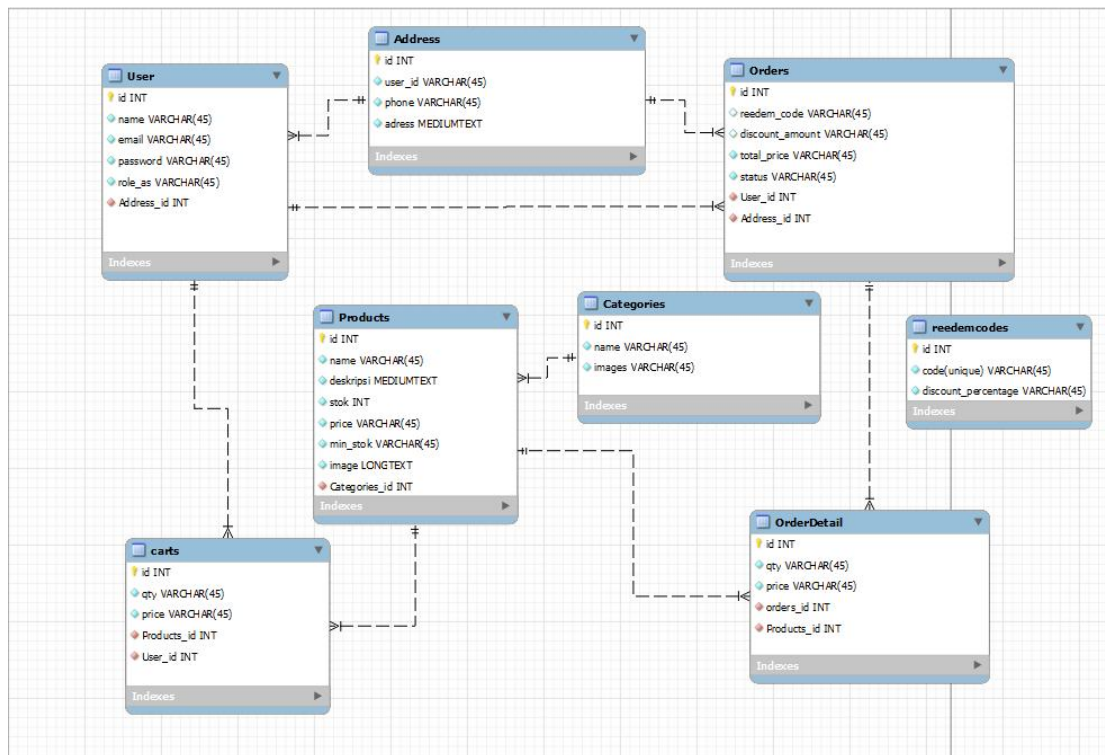 Address
id INT
user_id VARCHAR(45)
phone VARCHAR(45)
adress MEDIUMTEXT
Indexes
User
id INT
name VARCHAR(45)
email VARCHAR(45)
password VARCHAR(45)
role_as VARCHAR(45)
Address_id INT
Indexes
Orders
id INT
reedem_code VARCHAR(45)
discount_amount VARCHAR(45)
total_price VARCHAR(45)
status VARCHAR(45)
User_id INT
Address_id INT
Indexes
Products
id INT
name VARCHAR(45)
deskripsi MEDIUMTEXT
stok INT
price VARCHAR(45)
min_stok VARCHAR(45)
image LONGTEXT
Categories_id INT
Indexes
Categories
id INT
name VARCHAR(45)
images VARCHAR(45)
Indexes
reedemcodes
id INT
code(unique) VARCHAR(45)
discount_percentage VARCHAR(45)
Indexes
carts
id INT
qty VARCHAR(45)
price VARCHAR(45)
Products_id INT
User_id INT
Indexes
OrderDetail
id INT
qty VARCHAR(45)
price VARCHAR(45)
orders_id INT
Products_id INT
Indexes